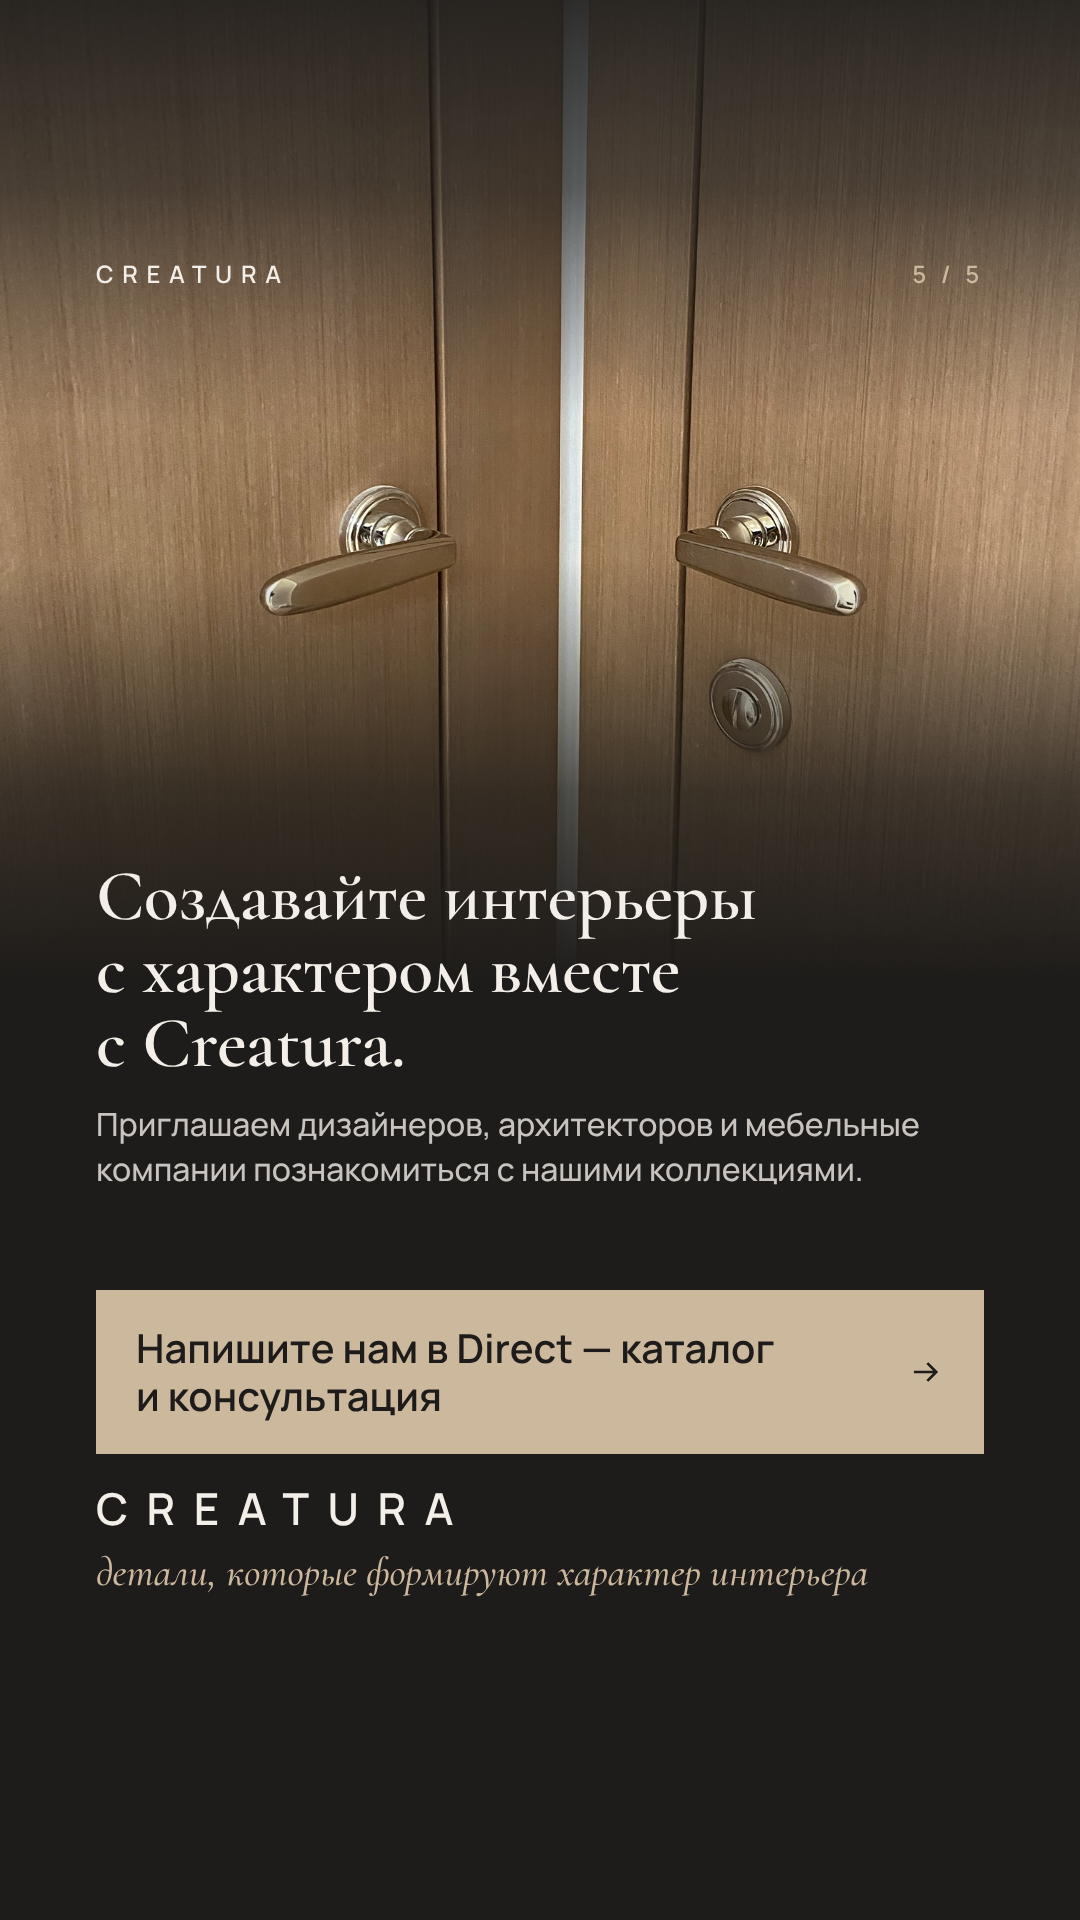 CREATURA
5 / 5
Создавайте интерьеры
с характером вместе
с Creatura.
Приглашаем дизайнеров, архитекторов и мебельные
компании познакомиться с нашими коллекциями.
Напишите нам в Direct — каталог
и консультация
→
CREATURA
детали, которые формируют характер интерьера